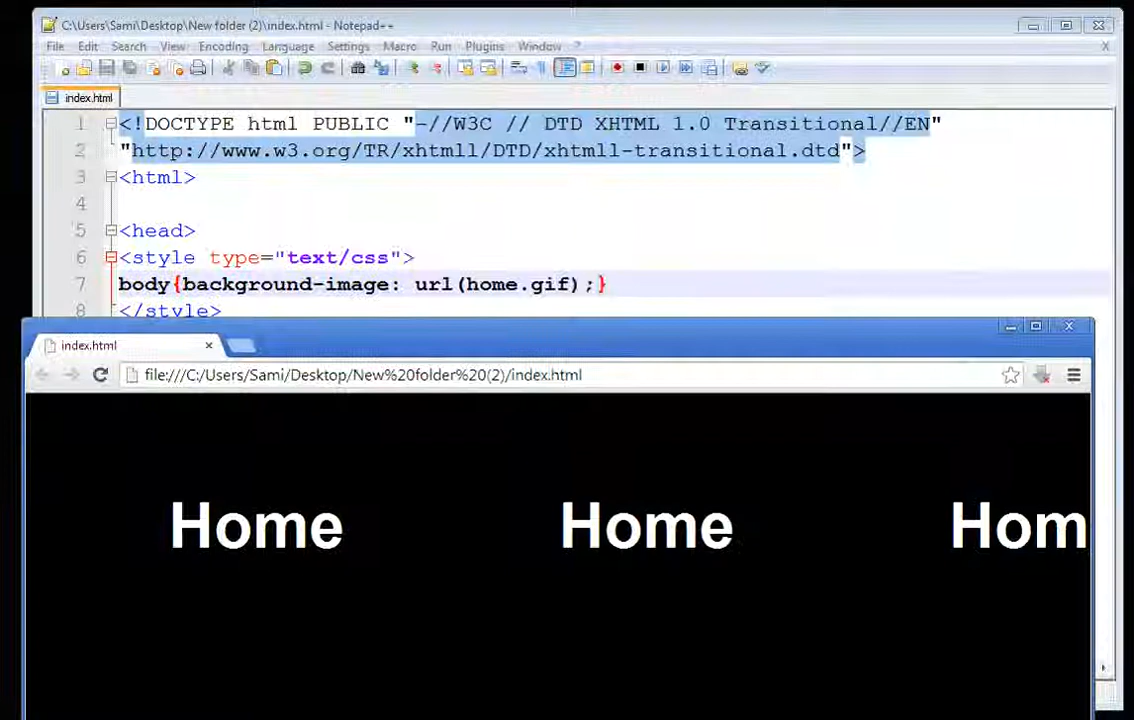 C:\Users\Sami\Desktop\New folder (2)\index.html - Notepad++
File Edit Search View Encoding Language Settings Macro Run Plugins Window ? X
index.html
1 <!DOCTYPE html PUBLIC "-//W3C // DTD XHTML 1.0 Transitional//EN"
2 "http://www.w3.org/TR/xhtmll/DTD/xhtmll-transitional.dtd">
3 <html>
4
5 <head>
6 <style type="text/css">
7 body{background-image: url(home.gif);}
8 </style>
index.html
file:///C:/Users/Sami/Desktop/New%20folder%20(2)/index.html
Home Home Hom